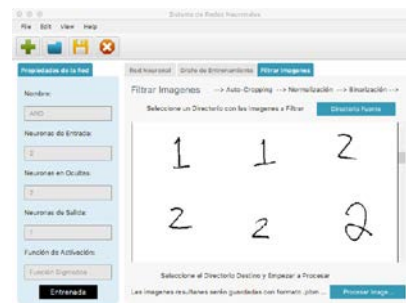 Sistema de Redes Neuronales
File Edit View Help
Propiedades de la Red
Red Neuronal Grafo de Entrenamiento Filtrar Imagenes
Filtrar Imagenes --> Auto-Cropping --> Normalización --> Binarización -->
Nombre:
Seleccione un Directorio con las Imagenes a Filtrar Directorio Fuente
AND
Neuronas de Entrada:
2
1 1 2
Neuronas en Ocultas:
2
2 2 2
Neuronas de Salida:
1
Función de Activación:
Seleccione el Directorio Destino y Empezar a Procesar
Función Sigmoidea
Entrenada
Las imagenes resultantes serán guardadas con formato .pbm ... Procesar Image...